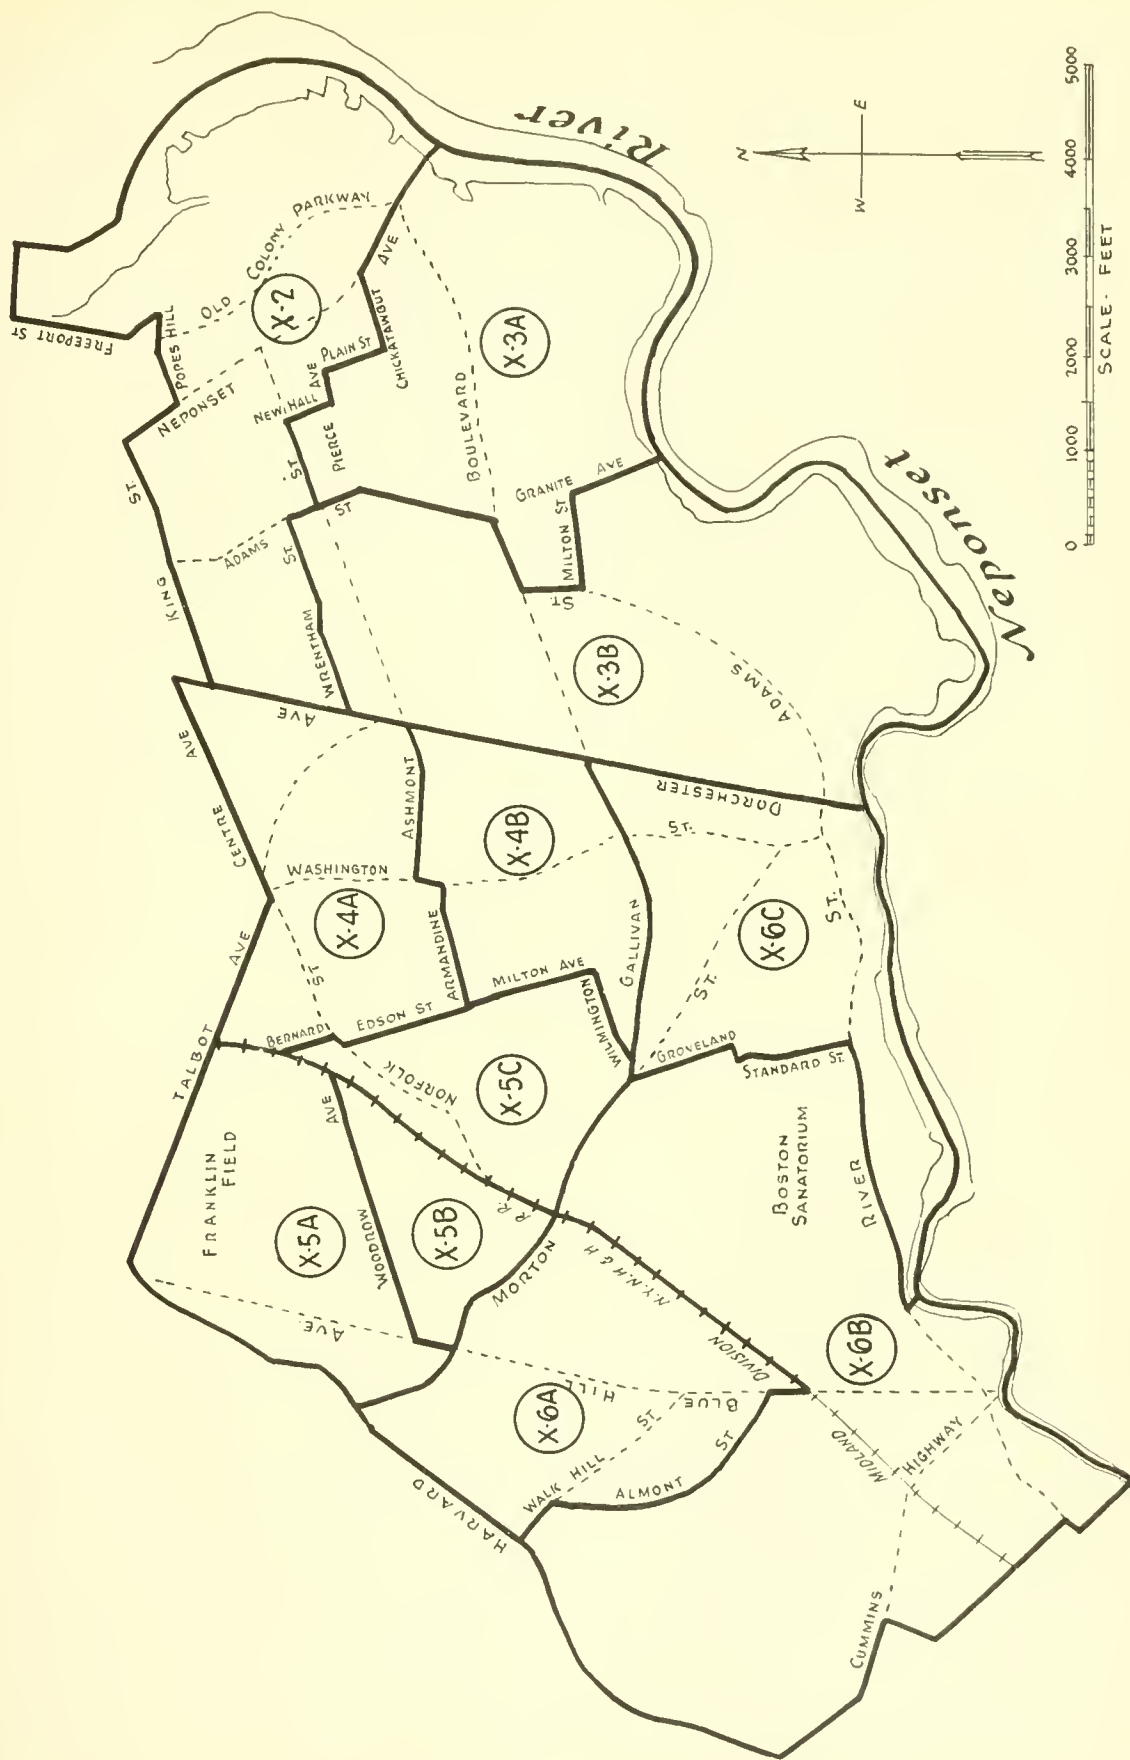 FREEPORT ST
POPES HILL
NEPONSET
OLD
COLONY
PARKWAY
X-2
KING
ST.
ADAMS
ST
NEWHALL
AVE
PLAIN ST
CHICKATAWBUT
AVE
PIERCE
ST
WRENTHAM
ST.
BOULEVARD
X-3A
GRANITE
AVE
MILTON ST
ST.
X-3B
ADAMS
River
Neponset
N
W
E
0
1000
2000
3000
4000
5000
SCALE - FEET
TALBOT
AVE
CENTRE
AVE
DORCHESTER
AVE
WASHINGTON
ST.
ASHMONT
X-4A
ST
ARMANDINE
X-4B
BERNARD
EDSON ST
MILTON AVE
WILMINGTON
GALLIVAN
NORFOLK
X-5C
FRANKLIN
FIELD
X-5A
WOODROW
AVE
X-5B
R.R.
MORTON
N.Y.N.H & H
DIVISION
MIDLAND
HARVARD
AVE
X-6A
HILL
BLUE
WALK HILL
ST
ALMONT
ST
X-6B
GROVELAND
STANDARD ST.
ST.
X-6C
ST.
BOSTON
SANATORIUM
RIVER
CUMMINS
HIGHWAY